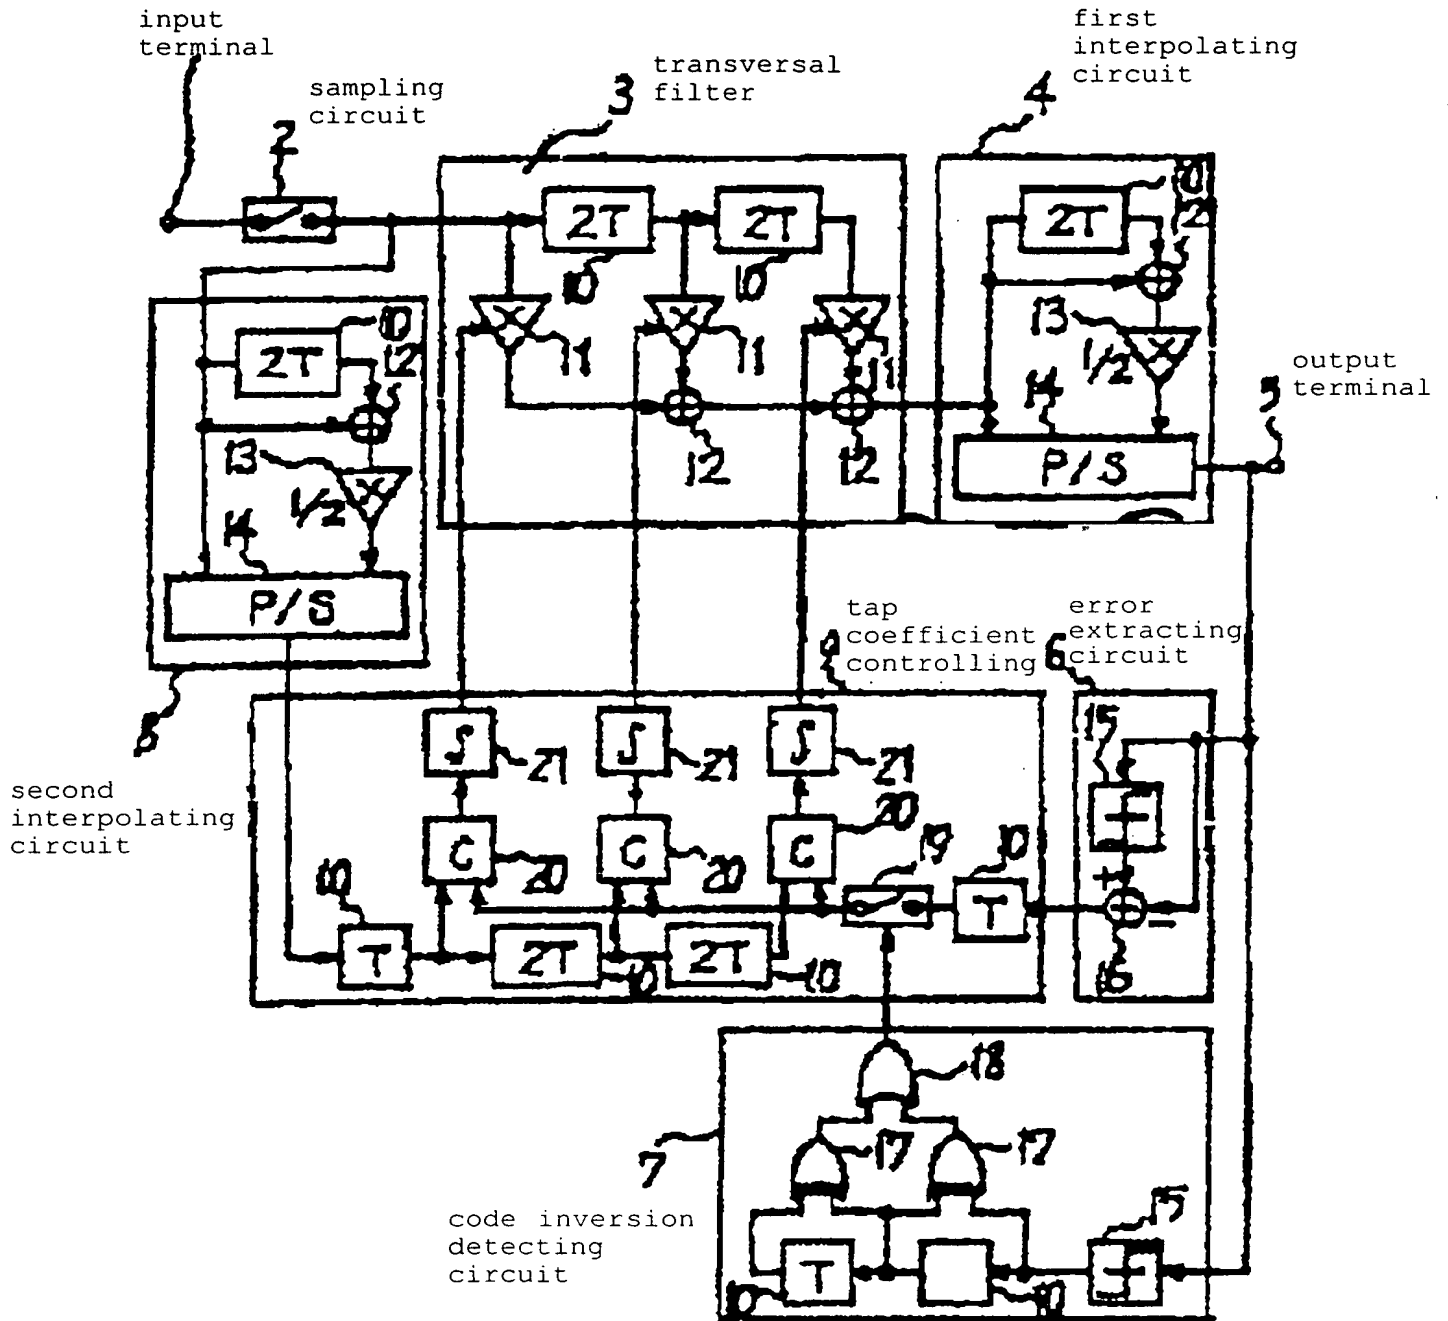 input
terminal
sampling
circuit
2
3
transversal
filter
first
interpolating
circuit
4
2T
10
2T
10
2T
10
12
13
1/2
14
P/S
11
11
11
12
12
output
terminal
5
2T
10
12
13
1/2
14
P/S
second
interpolating
circuit
tap
coefficient
controlling
9
error
extracting
circuit
6
15
16
∫
21
∫
21
∫
21
C
20
C
20
C
20
19
10
T
10
T
2T
10
2T
10
+
−
18
17
17
7
code inversion
detecting
circuit
T
10
10
15